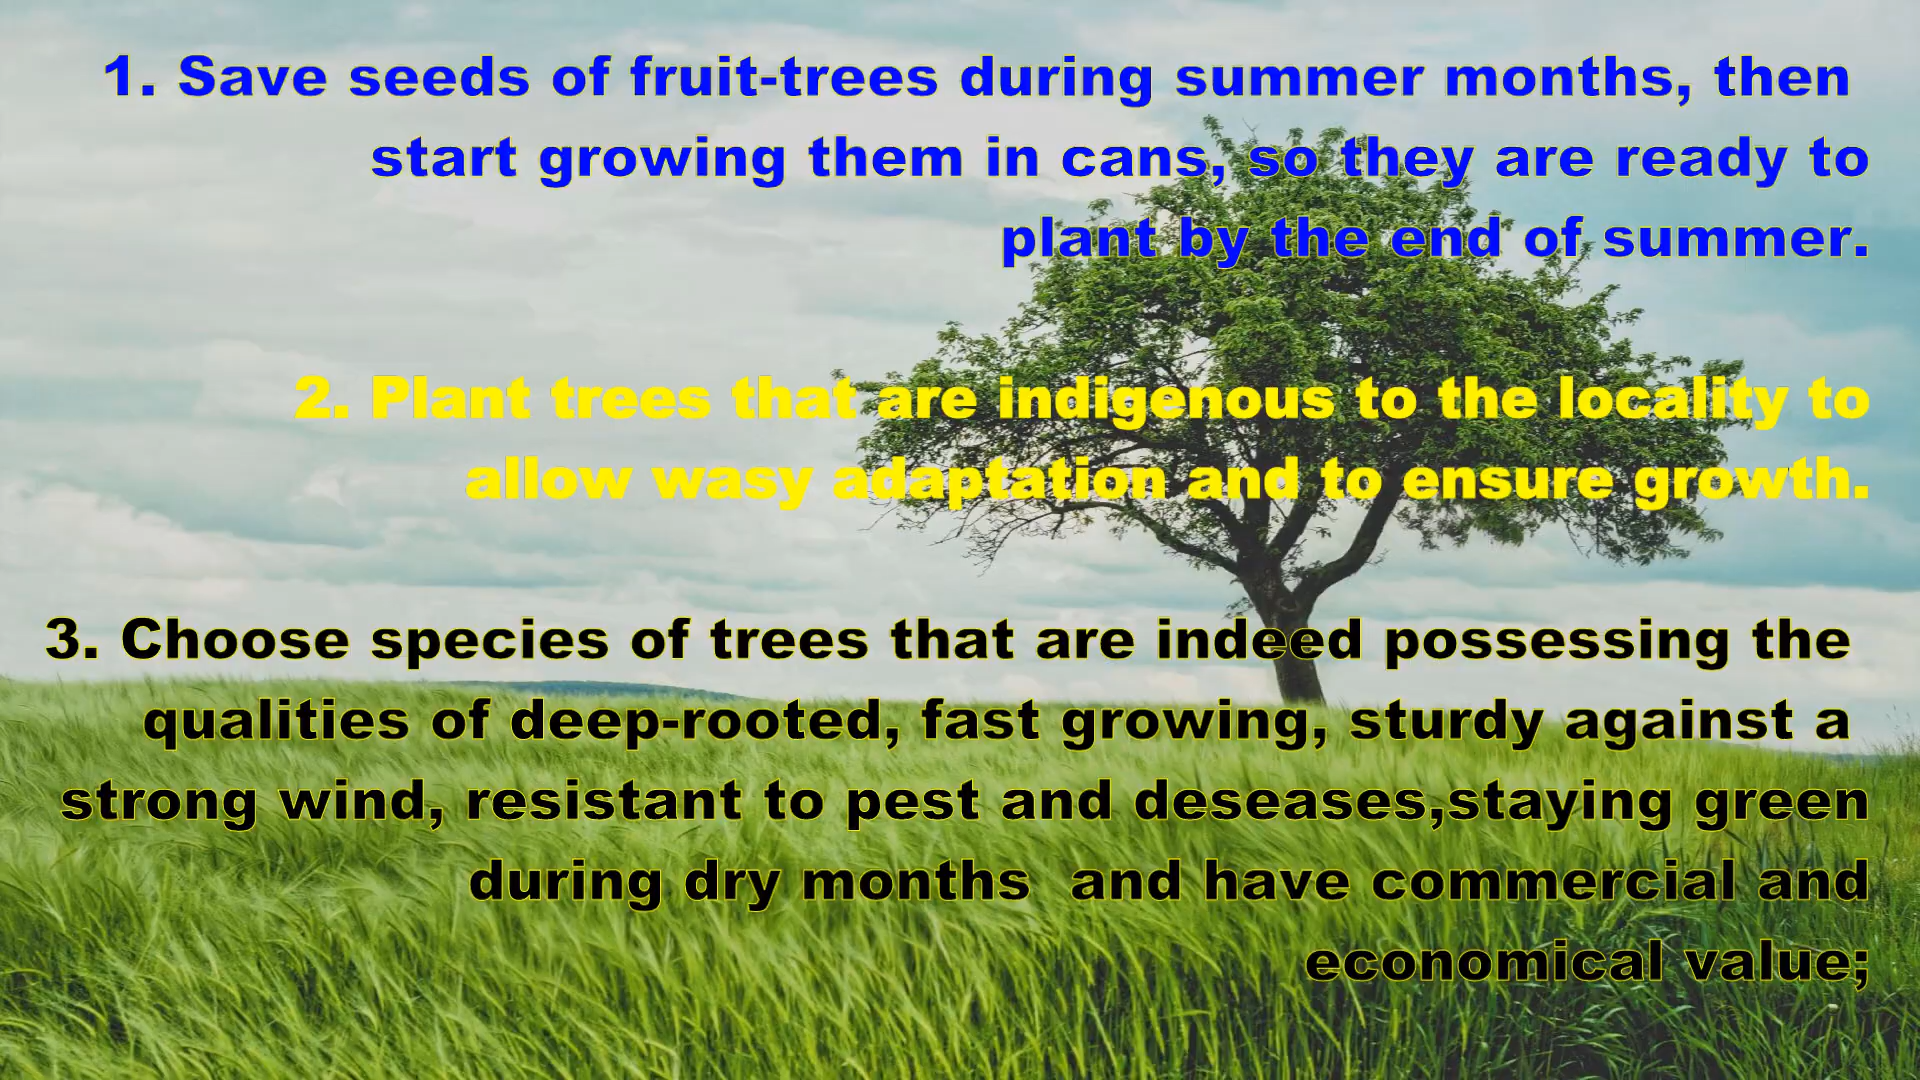 1. Save seeds of fruit-trees during summer months, then
start growing them in cans, so they are ready to
plant by the end of summer.
2. Plant trees that are indigenous to the locality to
allow wasy adaptation and to ensure growth.
3. Choose species of trees that are indeed possessing the
qualities of deep-rooted, fast growing, sturdy against a
strong wind, resistant to pest and deseases,staying green
during dry months  and have commercial and
economical value;